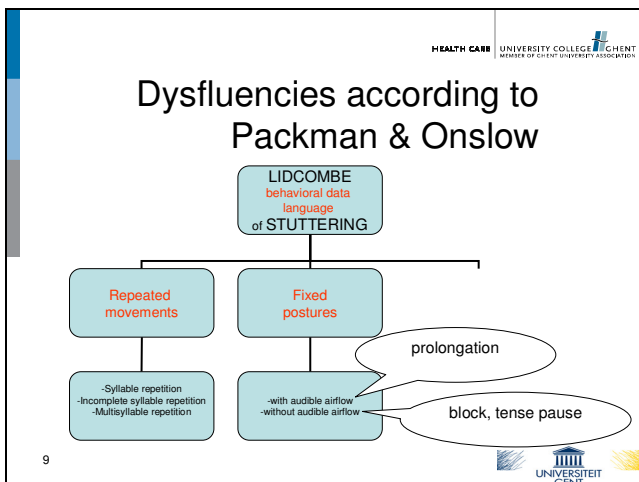 HEALTH CARE
UNIVERSITY COLLEGE GHENT
MEMBER OF GHENT UNIVERSITY ASSOCIATION
Dysfluencies according to
Packman & Onslow
LIDCOMBE
behavioral data
language
of STUTTERING
Repeated
movements
Fixed
postures
prolongation
-Syllable repetition
-Incomplete syllable repetition
-Multisyllable repetition
-with audible airflow
-without audible airflow
block, tense pause
9
UNIVERSITEIT
GENT